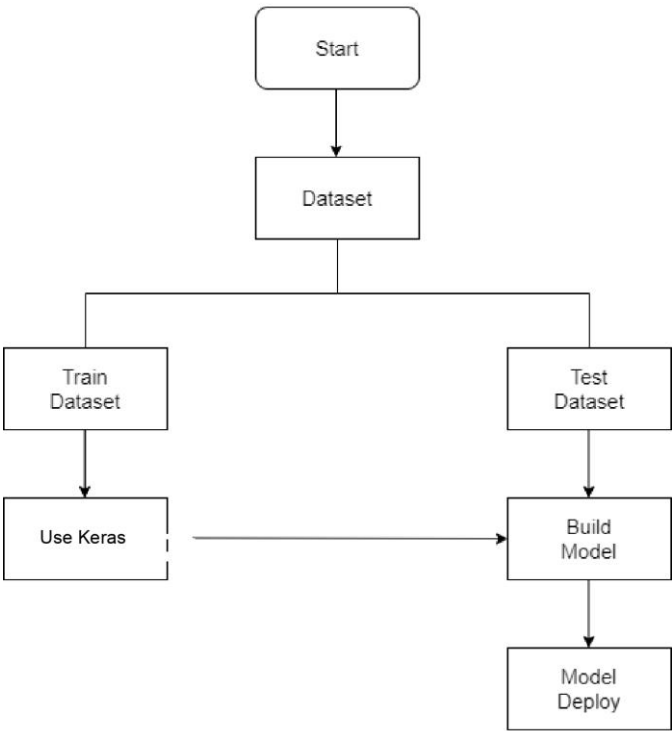 Start
Dataset
Train
Dataset
Test
Dataset
Use Keras
Build
Model
Model
Deploy